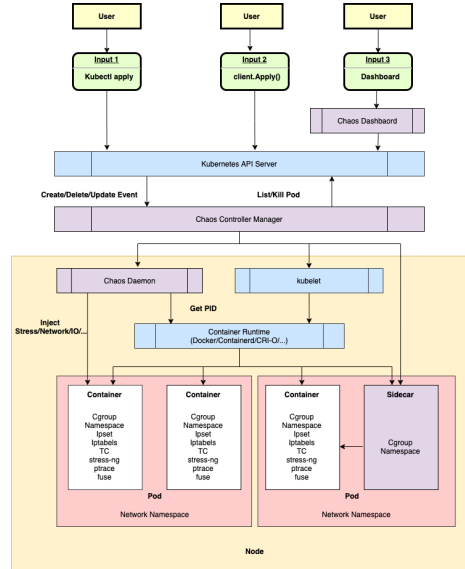 User
User
User
Input 1
Kubectl apply
Input 2
client.Apply()
Input 3
Dashboard
Chaos Dashbaord
Kubernetes API Server
Create/Delete/Update Event
List/Kill Pod
Chaos Controller Manager
Chaos Daemon
kubelet
Inject
Stress/Network/IO/...
Get PID
Container Runtime
(Docker/Containerd/CRI-O/...)
Container
Cgroup
Namespace
Ipset
Iptabels
TC
stress-ng
ptrace
fuse
Container
Cgroup
Namespace
Ipset
Iptabels
TC
stress-ng
ptrace
fuse
Pod
Network Namespace
Container
Cgroup
Namespace
Ipset
Iptabels
TC
stress-ng
ptrace
fuse
Sidecar
Cgroup
Namespace
Pod
Network Namespace
Node